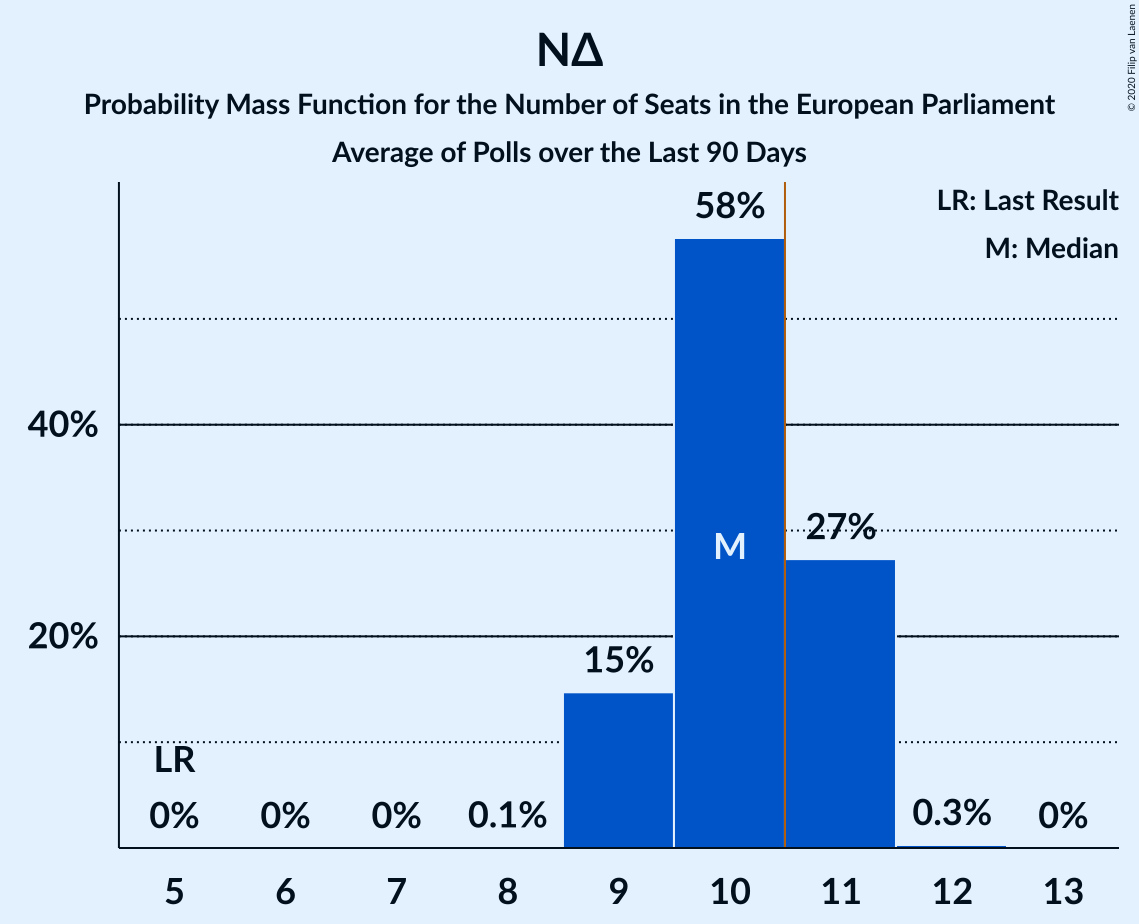 ΝΔ
Probability Mass Function for the Number of Seats in the European Parliament
Average of Polls over the Last 90 Days
© 2020 Filip van Laenen
LR: Last Result
M: Median
58%
40%
27%
M
20%
15%
LR
0% 0% 0% 0.1% 0.3% 0%
5 6 7 8 9 10 11 12 13